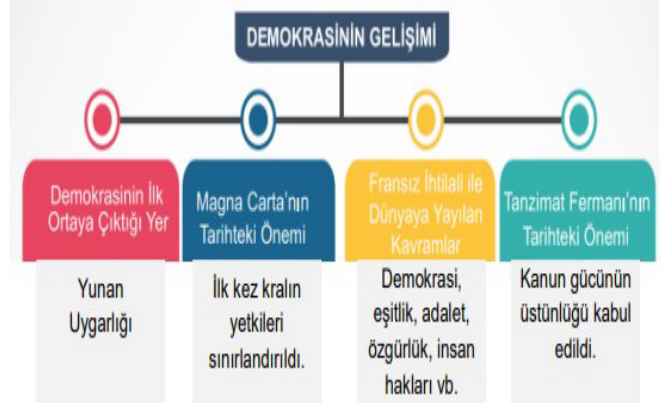 DEMOKRASİNİN GELİŞİMİ
Demokrasinin İlk
Ortaya Çıktığı Yer
Yunan
Uygarlığı
Magna Carta'nın
Tarihteki Önemi
İlk kez kralın
yetkileri
sınırlandırıldı.
Fransız İhtilali ile
Dünyaya Yayılan
Kavramlar
Demokrasi,
eşitlik, adalet,
özgürlük, insan
hakları vb.
Tanzimat Fermanı'nın
Tarihteki Önemi
Kanun gücünün
üstünlüğü kabul
edildi.